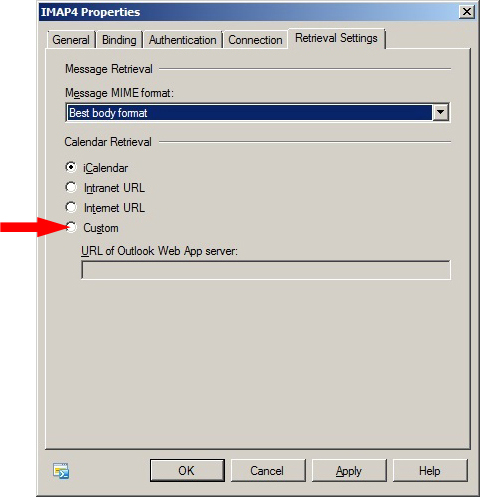 IMAP4 Properties
General Binding Authentication Connection Retrieval Settings
Message Retrieval
Message MIME format:
Best body format
Calendar Retrieval
iCalendar
Intranet URL
Internet URL
Custom
URL of Outlook Web App server:
OK Cancel Apply Help